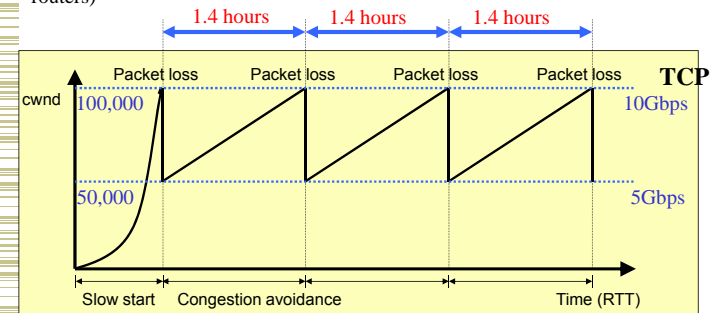 routers)
1.4 hours 1.4 hours 1.4 hours
Packet loss Packet loss Packet loss Packet loss TCP
cwnd 100,000 10Gbps
50,000 5Gbps
Slow start Congestion avoidance Time (RTT)